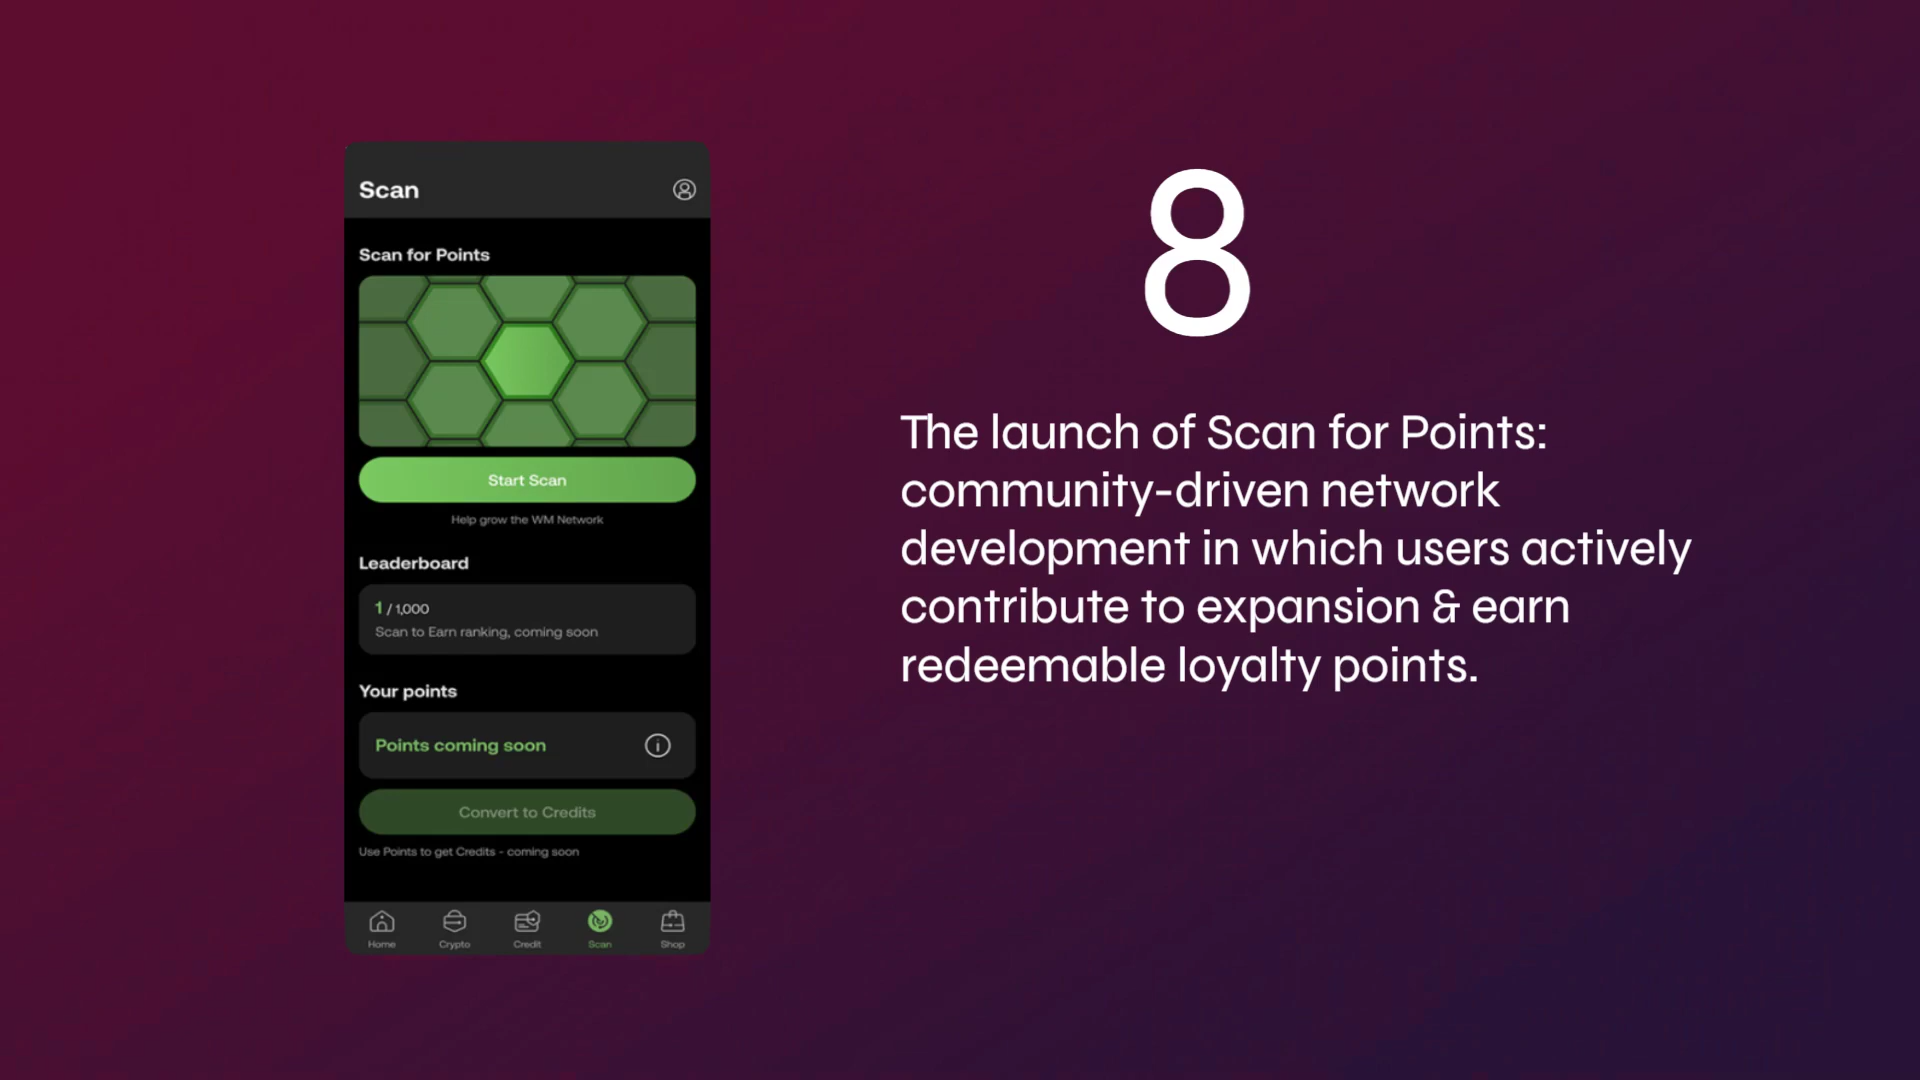 Scan
Scan for Points
Start Scan
Help grow the WM Network
Leaderboard
1 / 1,000
Scan to Earn ranking, coming soon
Your points
Points coming soon
Convert to Credits
Use Points to get Credits - coming soon
Home
Crypto
Credit
Scan
Shop
8
The launch of Scan for Points:
community-driven network
development in which users actively
contribute to expansion & earn
redeemable loyalty points.